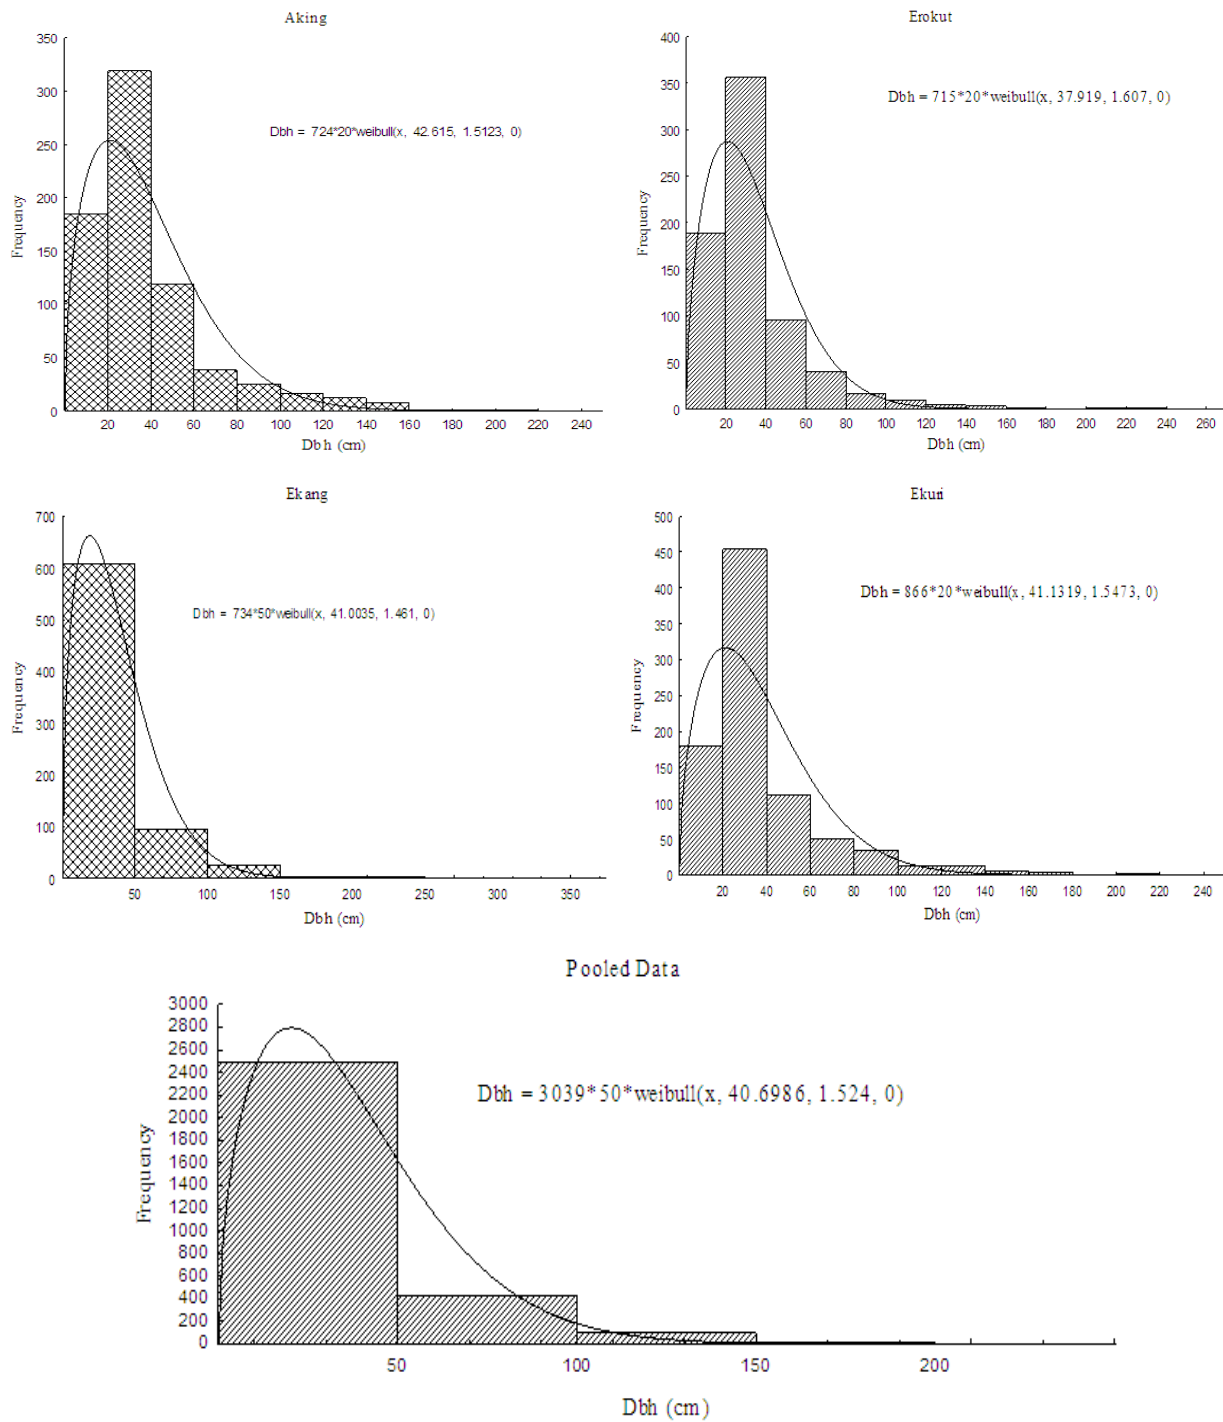 Aking
350
300
250
200
150
100
50
0
Frequency
Dbh = 724*20*weibull(x, 42.615, 1.5123, 0)
20 40 60 80 100 120 140 160 180 200 220 240
Dbh (cm)
Erokut
400
350
300
250
200
150
100
50
0
Frequency
Dbh = 715*20*weibull(x, 37.919, 1.607, 0)
20 40 60 80 100 120 140 160 180 200 220 240 260
Dbh (cm)
Ekang
700
600
500
400
300
200
100
0
Frequency
Dbh = 734*50*weibull(x, 41.0035, 1.461, 0)
50 100 150 200 250 300 350
Dbh (cm)
Ekuri
500
450
400
350
300
250
200
150
100
50
0
Frequency
Dbh = 866*20*weibull(x, 41.1319, 1.5473, 0)
20 40 60 80 100 120 140 160 180 200 220 240
Dbh (cm)
Pooled Data
3000
2800
2600
2400
2200
2000
1800
1600
1400
1200
1000
800
600
400
200
0
Frequency
Dbh = 3039*50*weibull(x, 40.6986, 1.524, 0)
50 100 150 200
Dbh (cm)